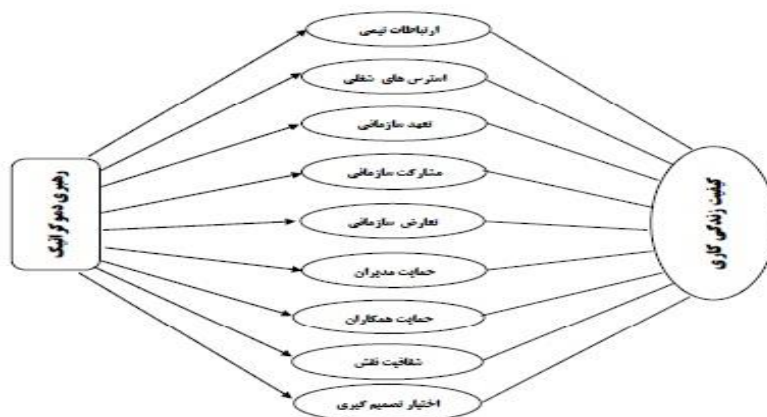 ارتباطات تیمی
استرس های شغلی
تعهد سازمانی
مشارکت سازمانی
تعارض سازمانی
حمایت مدیران
حمایت همکاران
شفافیت نقش
اختیار تصمیم گیری
کیفیت زندگی کاری
رهبری دموکراتیک